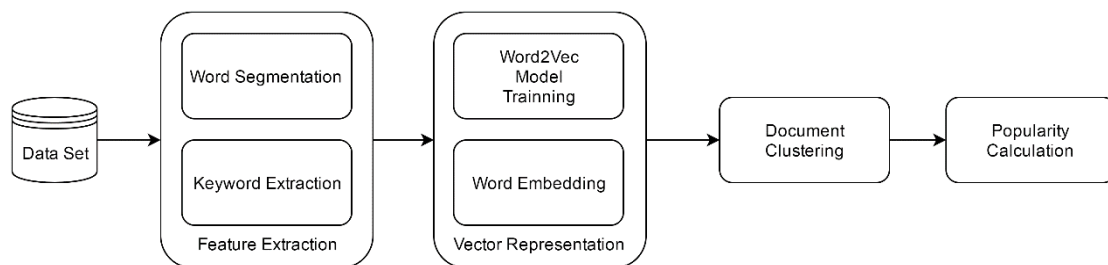 Data Set
Word Segmentation
Keyword Extraction
Feature Extraction
Word2Vec
Model
Trainning
Word Embedding
Vector Representation
Document
Clustering
Popularity
Calculation